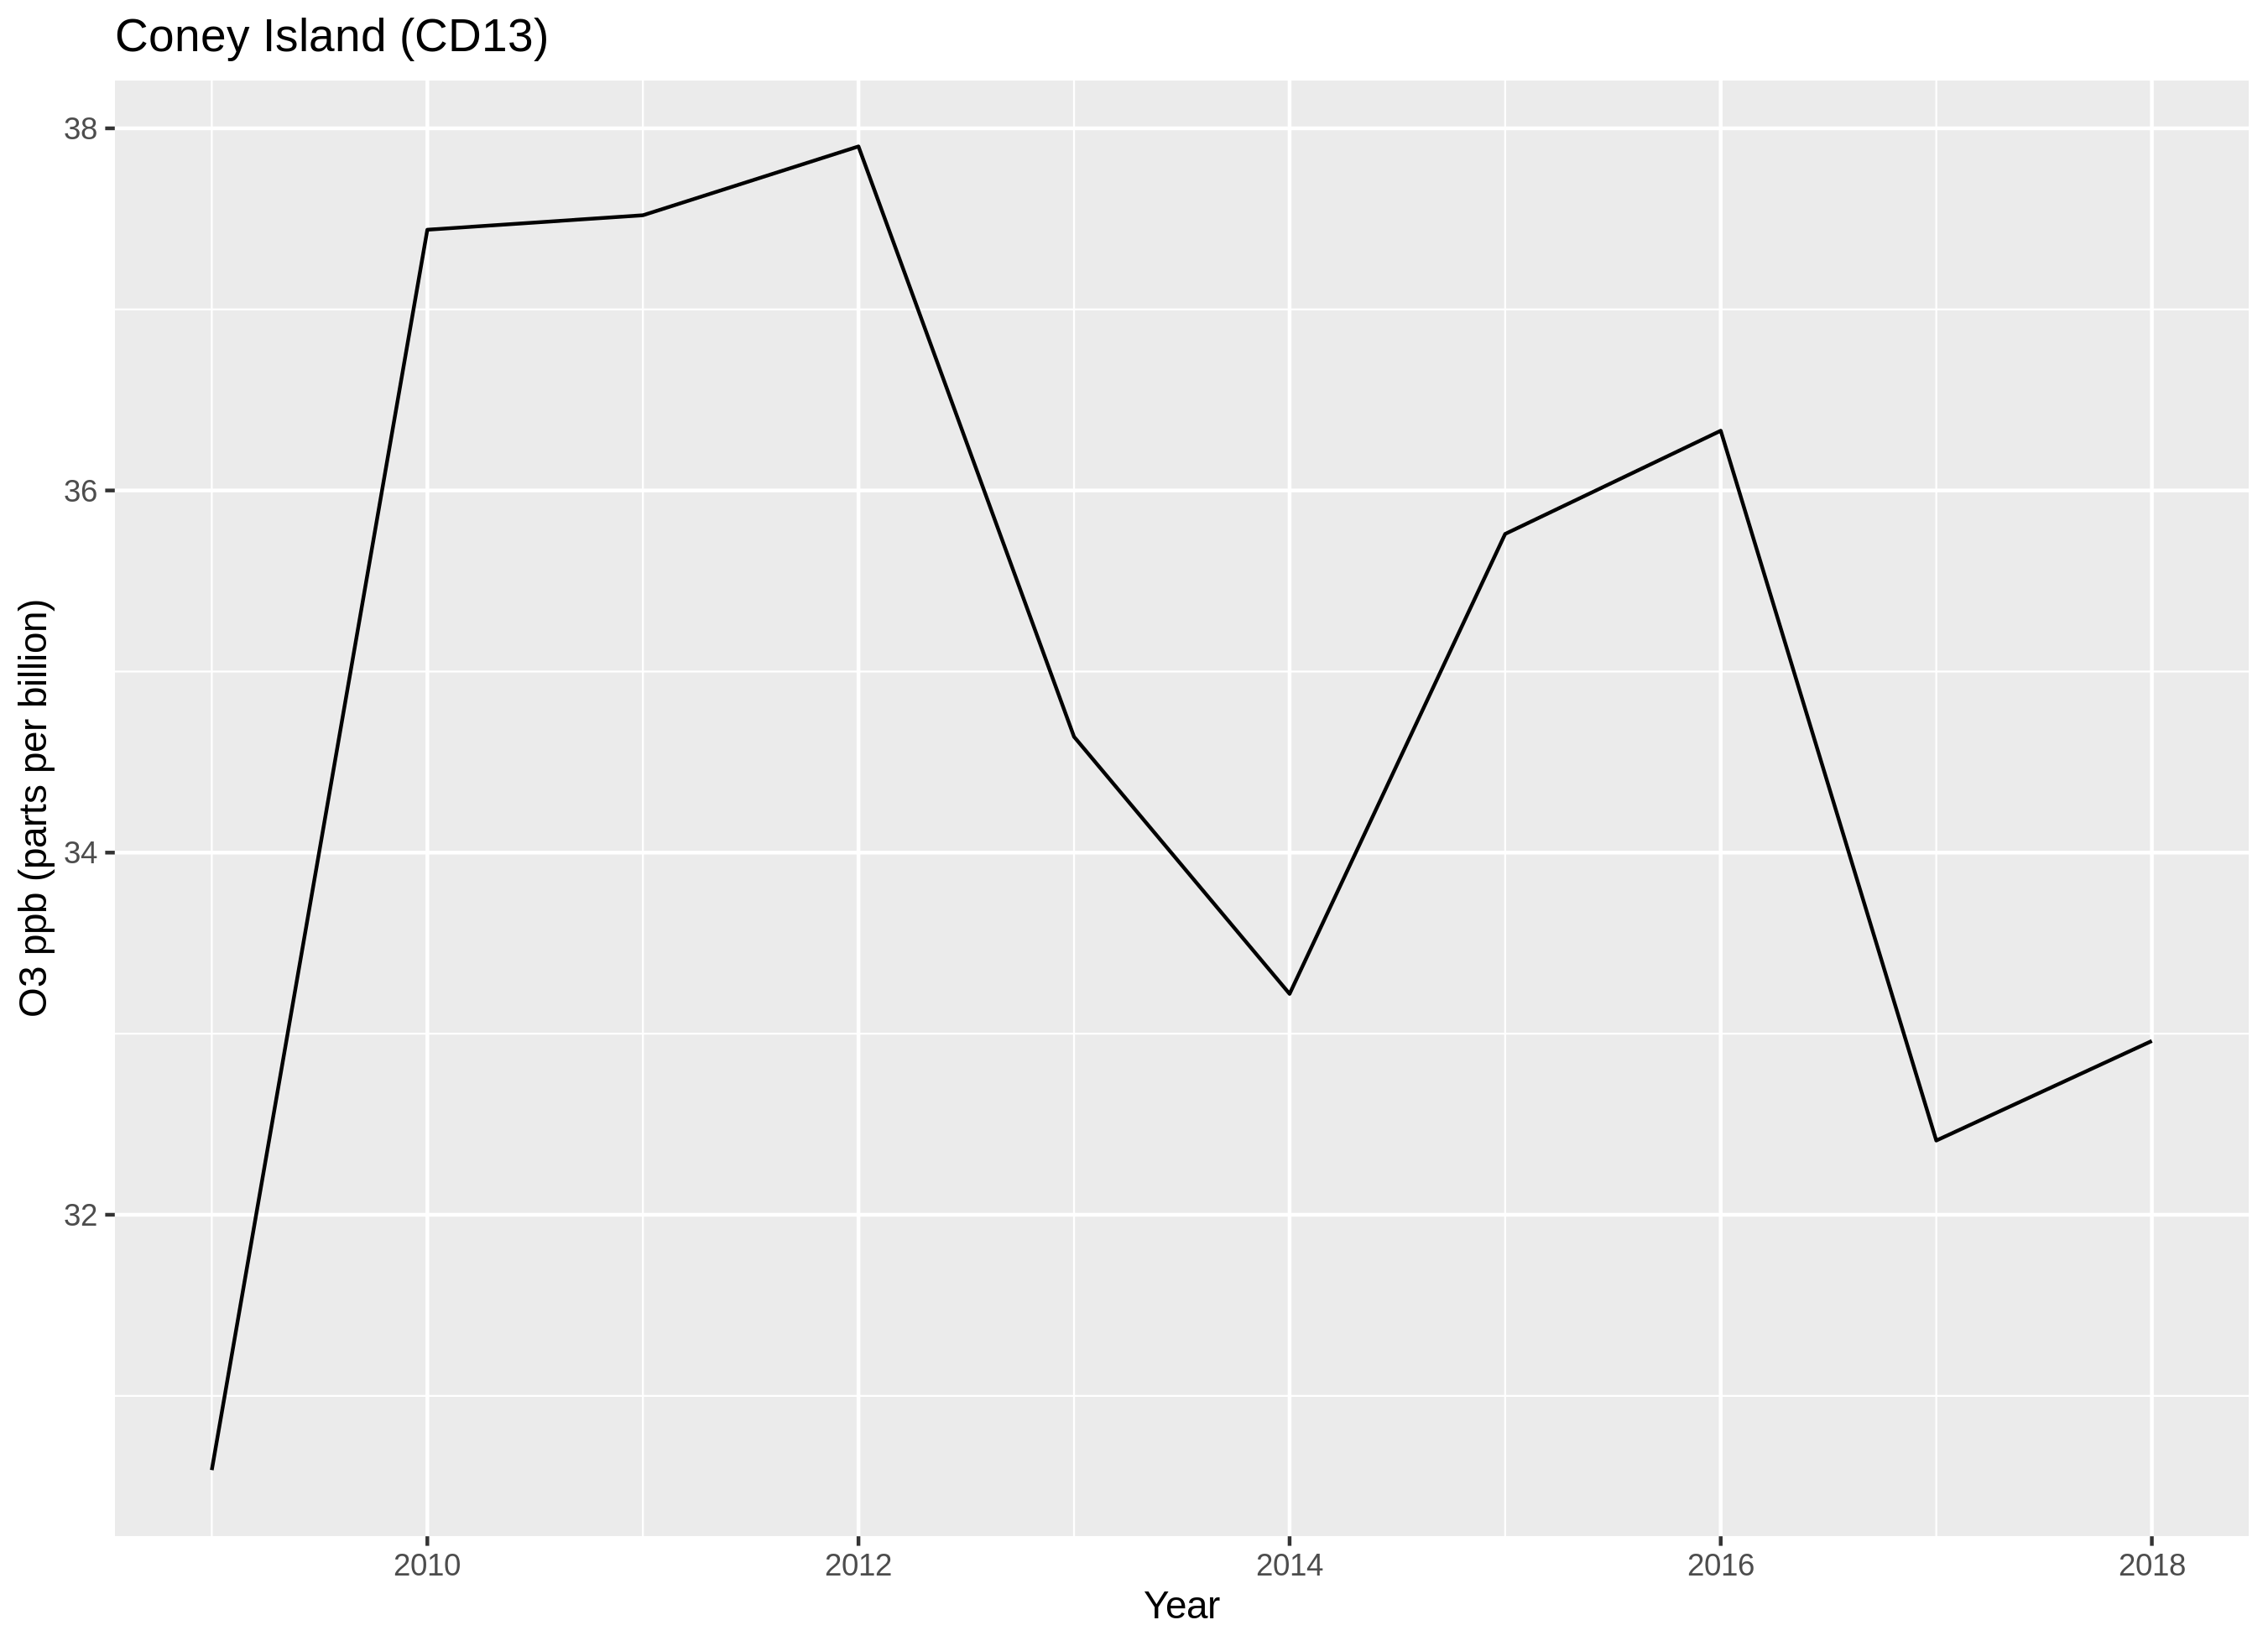 Coney Island (CD13)
38
36
34
32
O3 ppb (parts per billion)
2010 2012 2014 2016 2018
Year